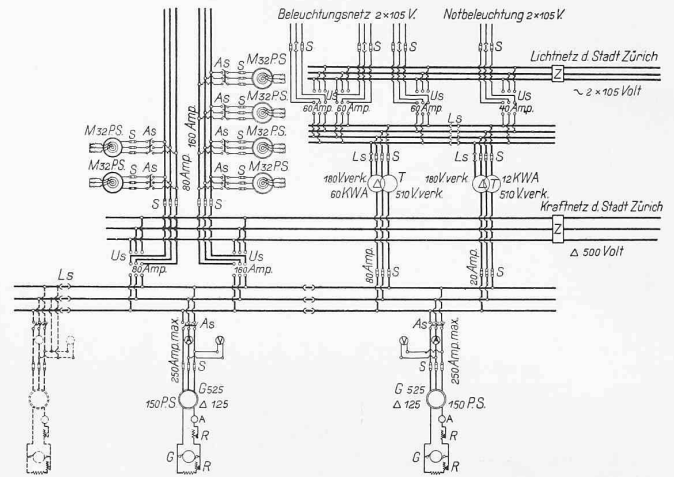 Beleuchtungsnetz 2×105 V. Notbeleuchtung 2×105 V.
S S S S
As S M 32 P.S.
As S M 32 P.S.
As S M 32 P.S.
As S M 32 P.S.
M 32 P.S. S As
M 32 P.S. S As
160 Amp.
80 Amp.
S S
Lichtnetz d. Stadt Zürich
Z
~ 2×105 Volt
Us Us Us
60 Amp. 60 Amp. 60 Amp. 40 Amp.
Ls
Ls S Ls S
180 V. verk. Δ T 180 V. verk. Δ T 12 KWA
60 KWA 510 V. verk. 510 V. verk.
Kraftnetz d. Stadt Zürich
Z
Δ 500 Volt
Us Us
80 Amp. 160 Amp.
80 Amp. S 20 Amp. S
Ls
As As
250 Amp. max. A V V A 250 Amp. max.
S S
G 525 G 525
150 P.S Δ 125 Δ 125 150 P.S.
A A
R R
G G
R R